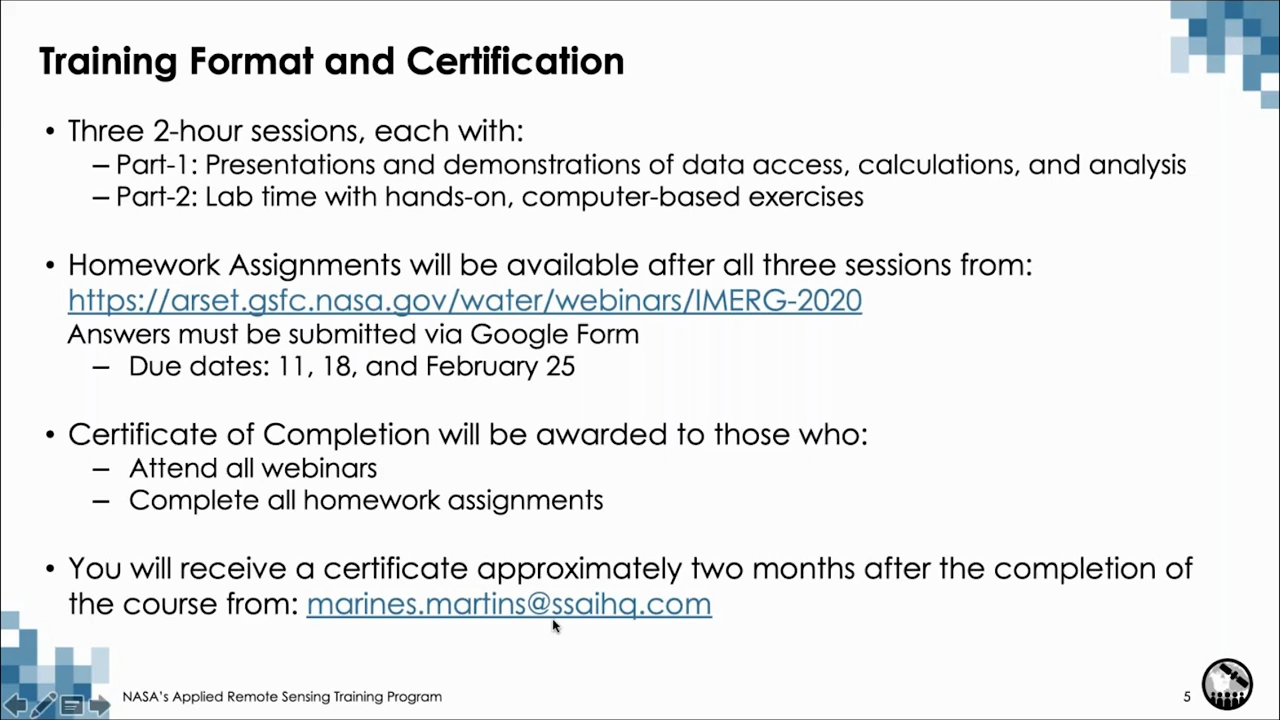 Training Format and Certification
• Three 2-hour sessions, each with:
– Part-1: Presentations and demonstrations of data access, calculations, and analysis
– Part-2: Lab time with hands-on, computer-based exercises
• Homework Assignments will be available after all three sessions from:
https://arset.gsfc.nasa.gov/water/webinars/IMERG-2020
Answers must be submitted via Google Form
– Due dates: 11, 18, and February 25
• Certificate of Completion will be awarded to those who:
– Attend all webinars
– Complete all homework assignments
• You will receive a certificate approximately two months after the completion of
the course from: marines.martins@ssaihq.com
NASA's Applied Remote Sensing Training Program
5